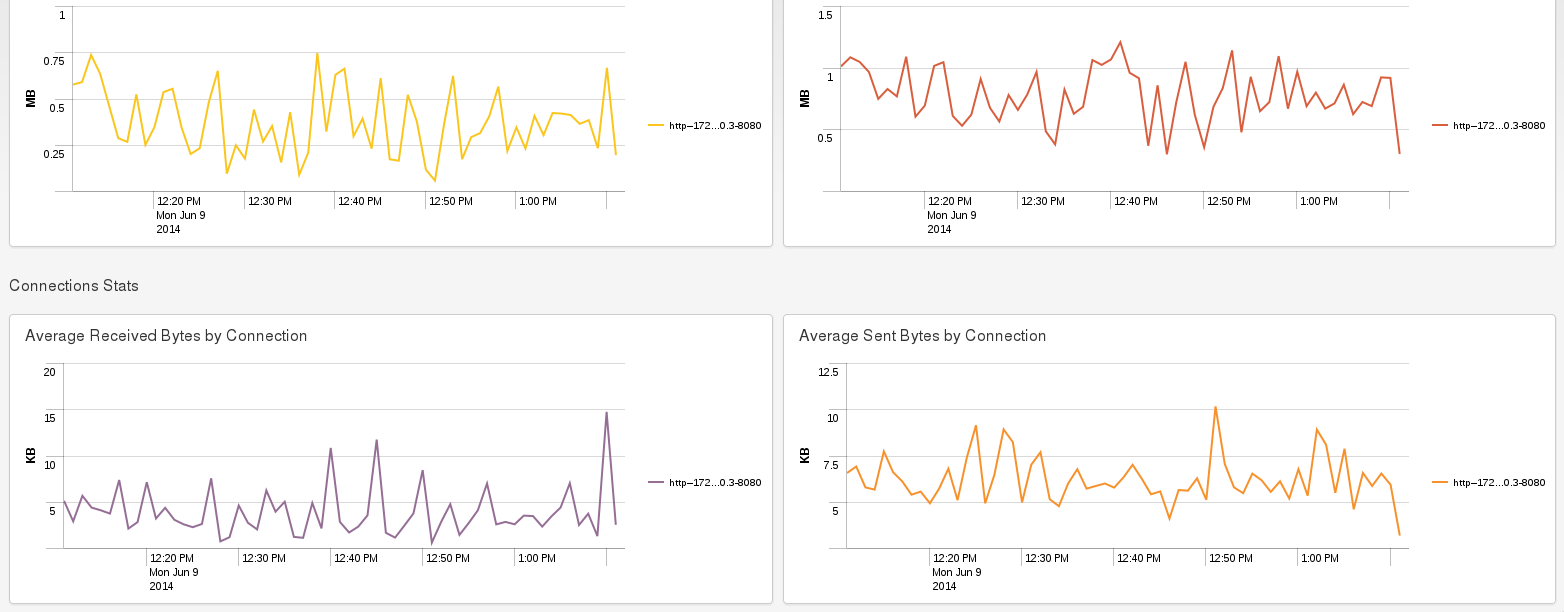 1
0.75
0.5
0.25
MB
12:20 PM
Mon Jun 9
2014
12:30 PM
12:40 PM
12:50 PM
1:00 PM
http--172...0.3-8080
1.5
1
0.5
MB
12:20 PM
Mon Jun 9
2014
12:30 PM
12:40 PM
12:50 PM
1:00 PM
http--172...0.3-8080
Connections Stats
Average Received Bytes by Connection
20
15
10
5
KB
12:20 PM
Mon Jun 9
2014
12:30 PM
12:40 PM
12:50 PM
1:00 PM
http--172...0.3-8080
Average Sent Bytes by Connection
12.5
10
7.5
5
KB
12:20 PM
Mon Jun 9
2014
12:30 PM
12:40 PM
12:50 PM
1:00 PM
http--172...0.3-8080